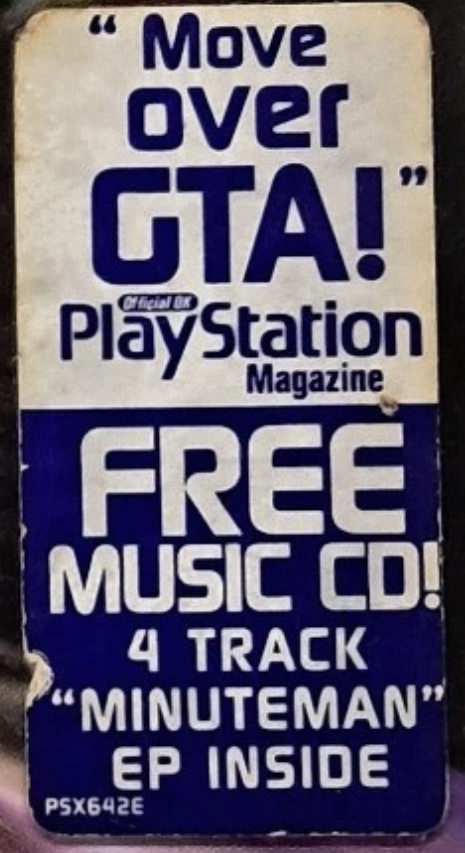 “Move
over
GTA!”
Official UK
PlayStation
Magazine
FREE
MUSIC CD!
4 TRACK
“MINUTEMAN”
EP INSIDE
PSX642E